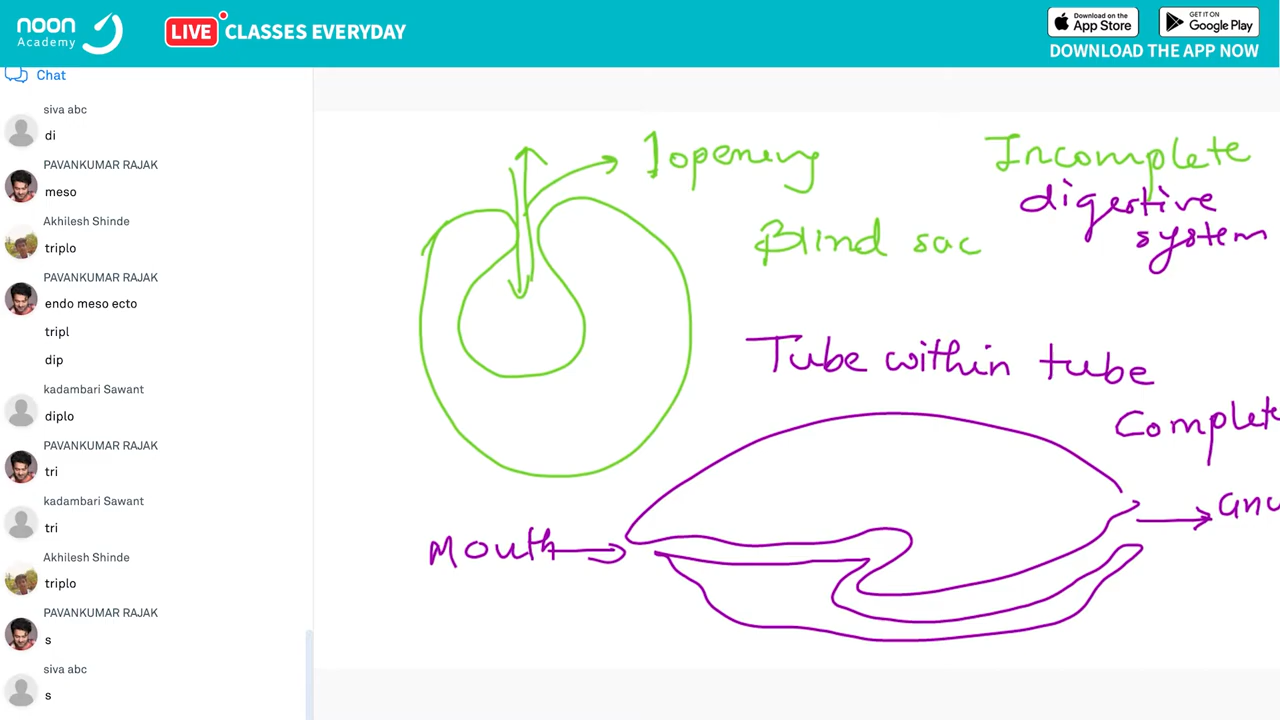 noon
Academy
LIVE CLASSES EVERYDAY
Download on the
App Store
GET IT ON
Google Play
DOWNLOAD THE APP NOW
Chat
siva abc
di
PAVANKUMAR RAJAK
meso
Akhilesh Shinde
triplo
PAVANKUMAR RAJAK
endo meso ecto
tripl
dip
kadambari Sawant
diplo
PAVANKUMAR RAJAK
tri
kadambari Sawant
tri
Akhilesh Shinde
triplo
PAVANKUMAR RAJAK
s
siva abc
s
1 opening
Incomplete
digestive
system
Blind sac
Tube within tube
Complete
Mouth
anu